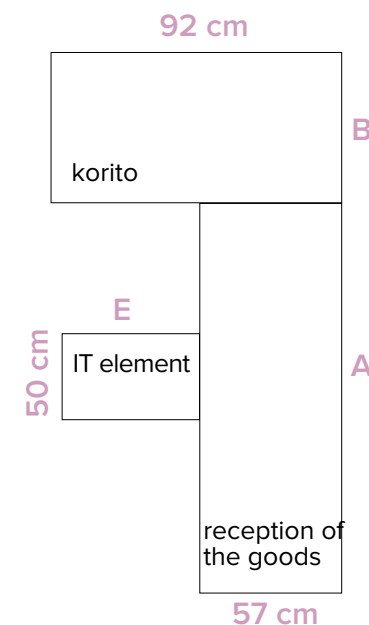 92 cm
B
korito
E
50 cm
IT element
A
reception of
the goods
57 cm